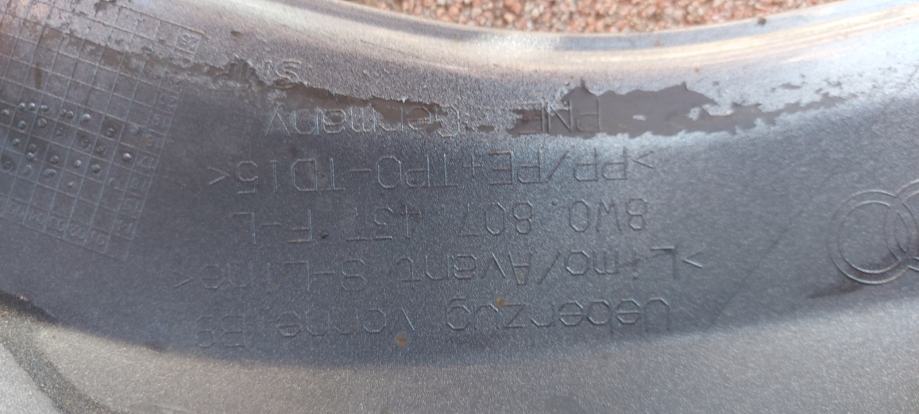 Ueberzug vorne B9
>Limo/Avant S-Line<
8W0.807.437.F-L
>PP/PE+TPO-TD15<
Germany